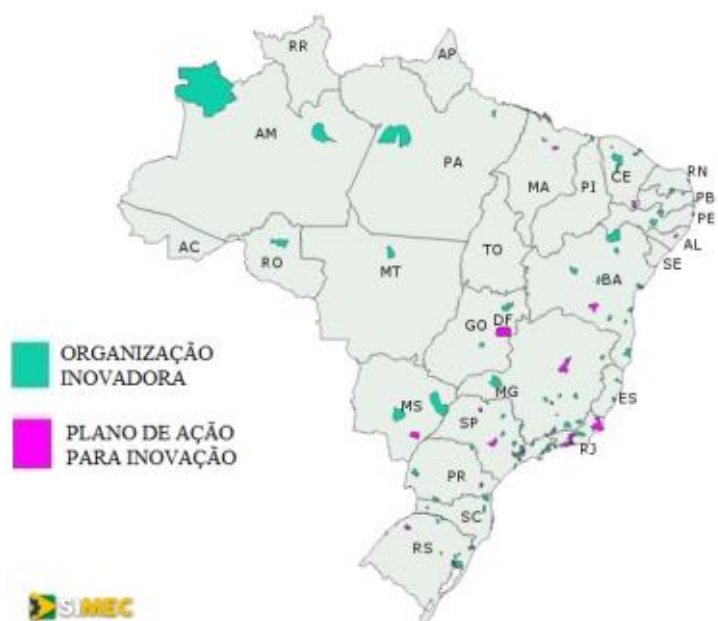 RR
AP
AM
PA
MA
PI
CE
RN
PB
PE
AL
SE
AC
RO
MT
TO
BA
GO
DF
ORGANIZAÇÃO
INOVADORA
MG
ES
MS
SP
RJ
PLANO DE AÇÃO
PARA INOVAÇÃO
PR
SC
RS
SIMEC